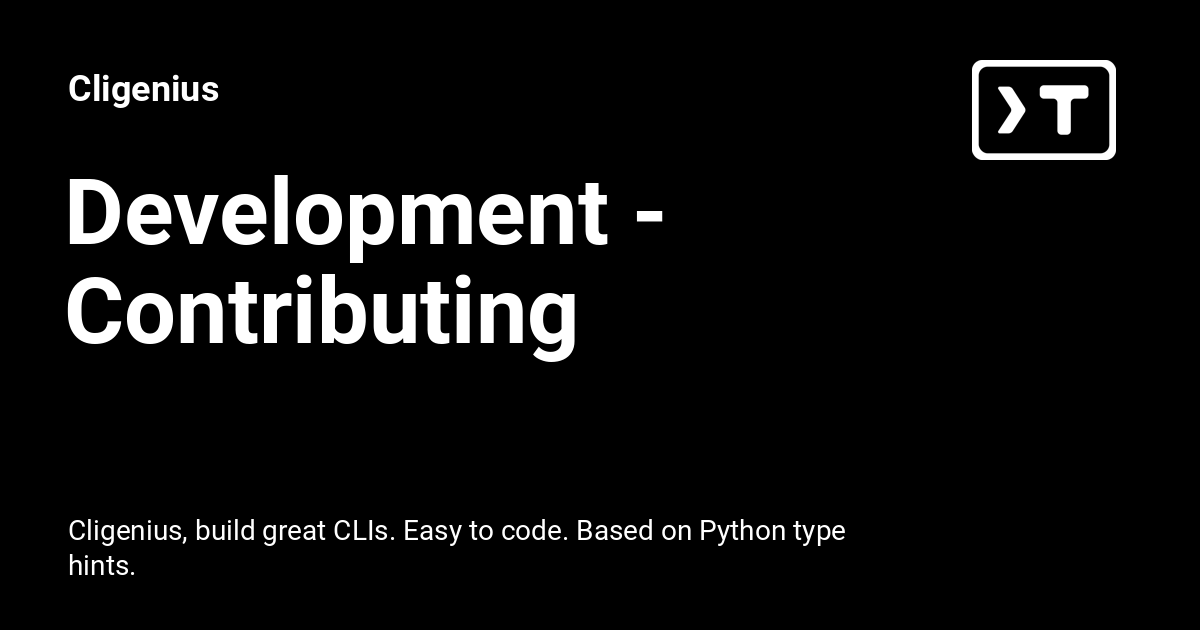 Cligenius
❯ T
Development -
Contributing
Cligenius, build great CLIs. Easy to code. Based on Python type
hints.